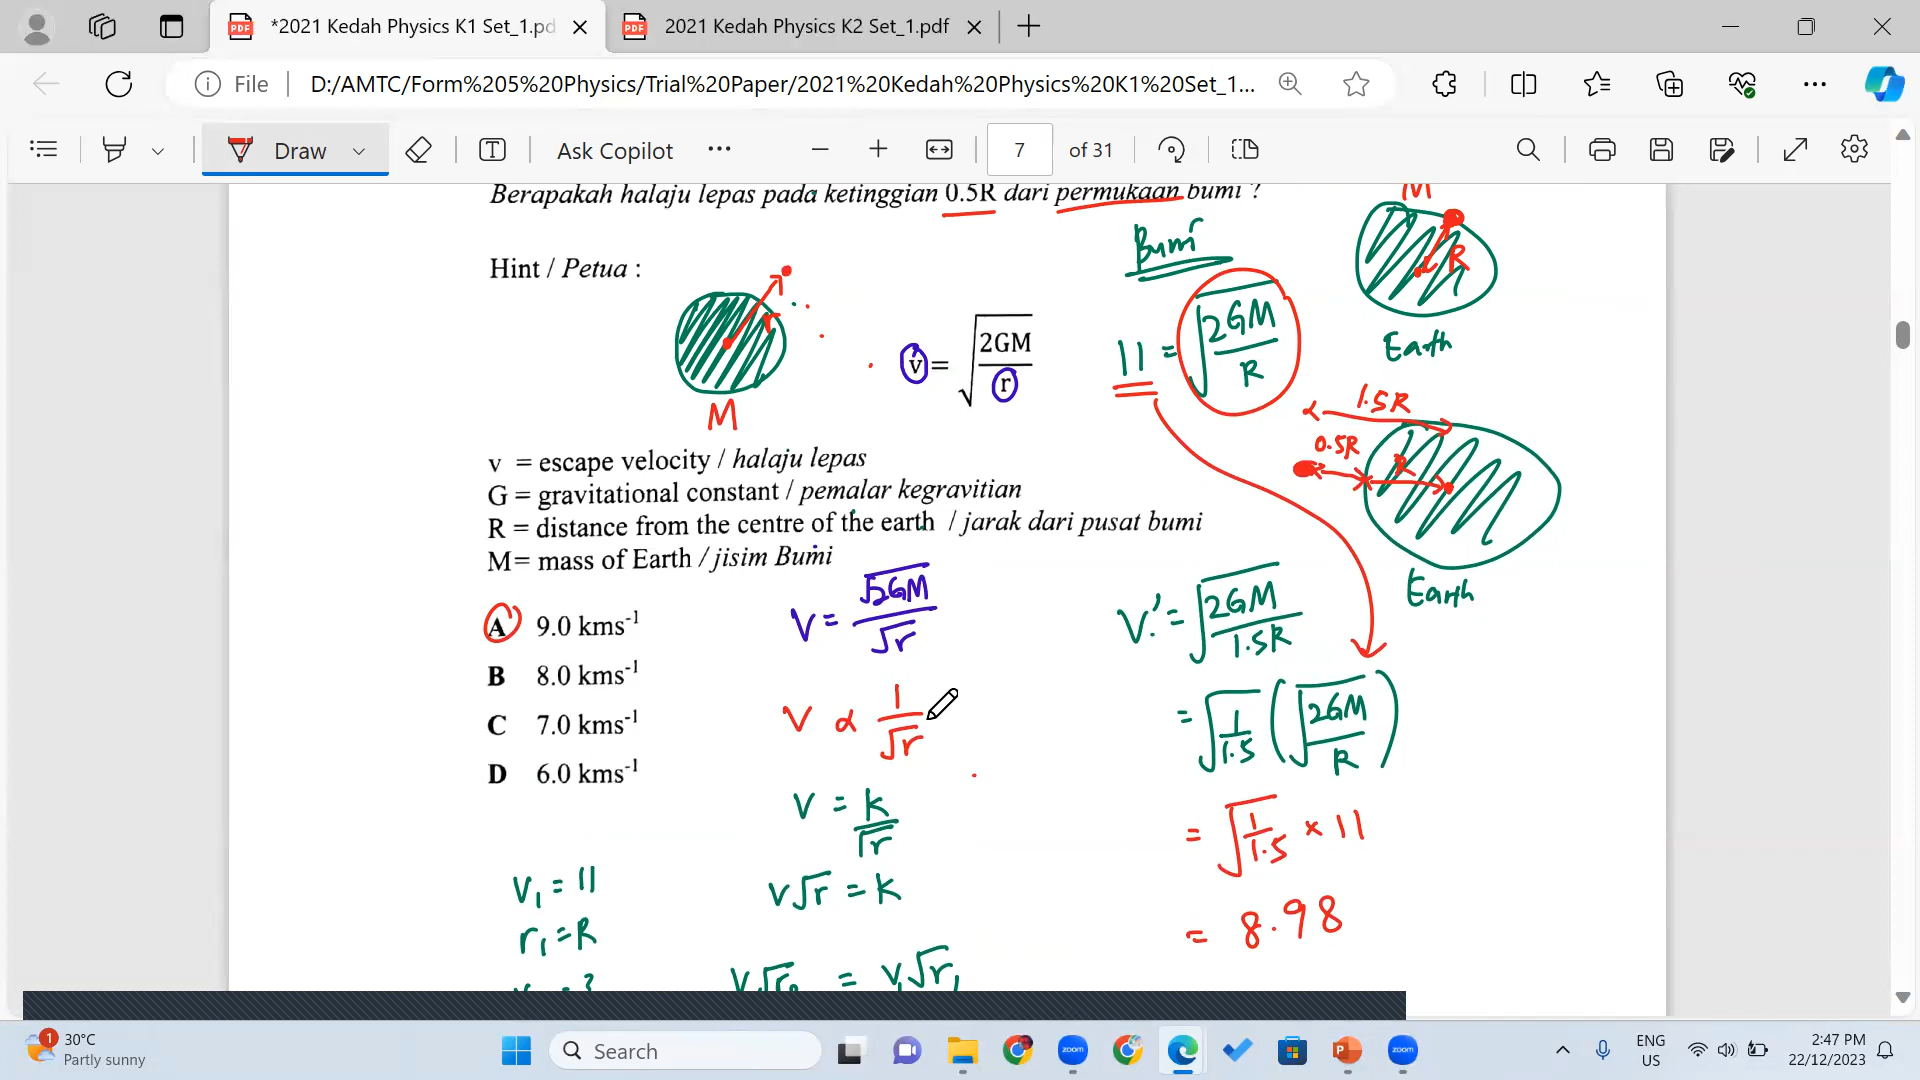 *2021 Kedah Physics K1 Set_1.pd
2021 Kedah Physics K2 Set_1.pdf
File
D:/AMTC/Form%205%20Physics/Trial%20Paper/2021%20Kedah%20Physics%20K1%20Set_1...
Draw
Ask Copilot
7 of 31
Berapakah halaju lepas pada ketinggian 0.5R dari permukaan bumi ?
M
R
Earth
Hint / Petua :
M
v = √(2GM/r)
Bumi
11 = √(2GM/R)
1.5R
0.5R
R
Earth
v = escape velocity / halaju lepas
G = gravitational constant / pemalar kegravitian
R = distance from the centre of the earth / jarak dari pusat bumi
M= mass of Earth / jisim Bumi
A 9.0 kms⁻¹
B 8.0 kms⁻¹
C 7.0 kms⁻¹
D 6.0 kms⁻¹
V = √2GM/√r
V α 1/√r
V = k/√r
V√r = k
V₁ = 11
r₁ = R
= V₁√r₁
V' = √(2GM/1.5R)
= √(1/1.5) (√(2GM/R))
= √(1/1.5) × 11
= 8.98
1
30°C
Partly sunny
Search
zoom
zoom
ENG
US
2:47 PM
22/12/2023